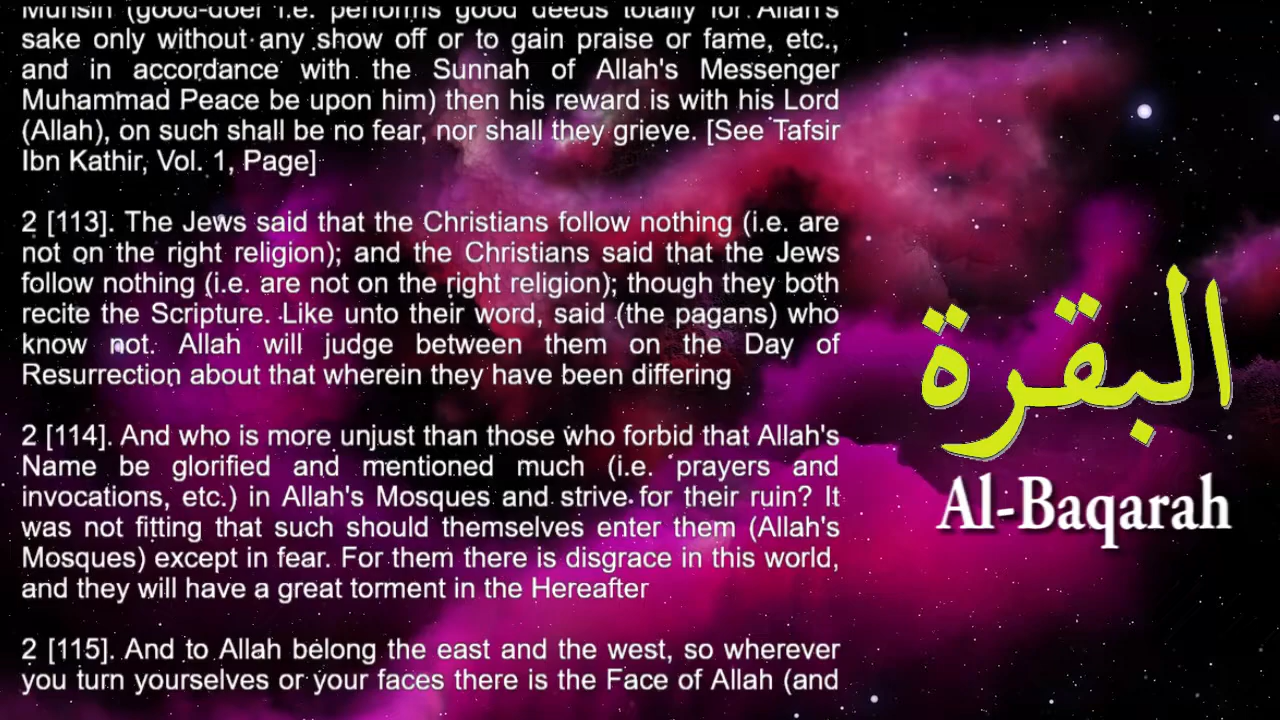 Muhsin (good-doer i.e. performs good deeds totally for Allah's
sake only without any show off or to gain praise or fame, etc.,
and in accordance with the Sunnah of Allah's Messenger
Muhammad Peace be upon him) then his reward is with his Lord
(Allah), on such shall be no fear, nor shall they grieve. [See Tafsir
Ibn Kathir, Vol. 1, Page]
2 [113]. The Jews said that the Christians follow nothing (i.e. are
not on the right religion); and the Christians said that the Jews
follow nothing (i.e. are not on the right religion); though they both
recite the Scripture. Like unto their word, said (the pagans) who
know not. Allah will judge between them on the Day of
Resurrection about that wherein they have been differing
2 [114]. And who is more unjust than those who forbid that Allah's
Name be glorified and mentioned much (i.e. prayers and
invocations, etc.) in Allah's Mosques and strive for their ruin? It
was not fitting that such should themselves enter them (Allah's
Mosques) except in fear. For them there is disgrace in this world,
and they will have a great torment in the Hereafter
2 [115]. And to Allah belong the east and the west, so wherever
you turn yourselves or your faces there is the Face of Allah (and
البقرة
Al-Baqarah